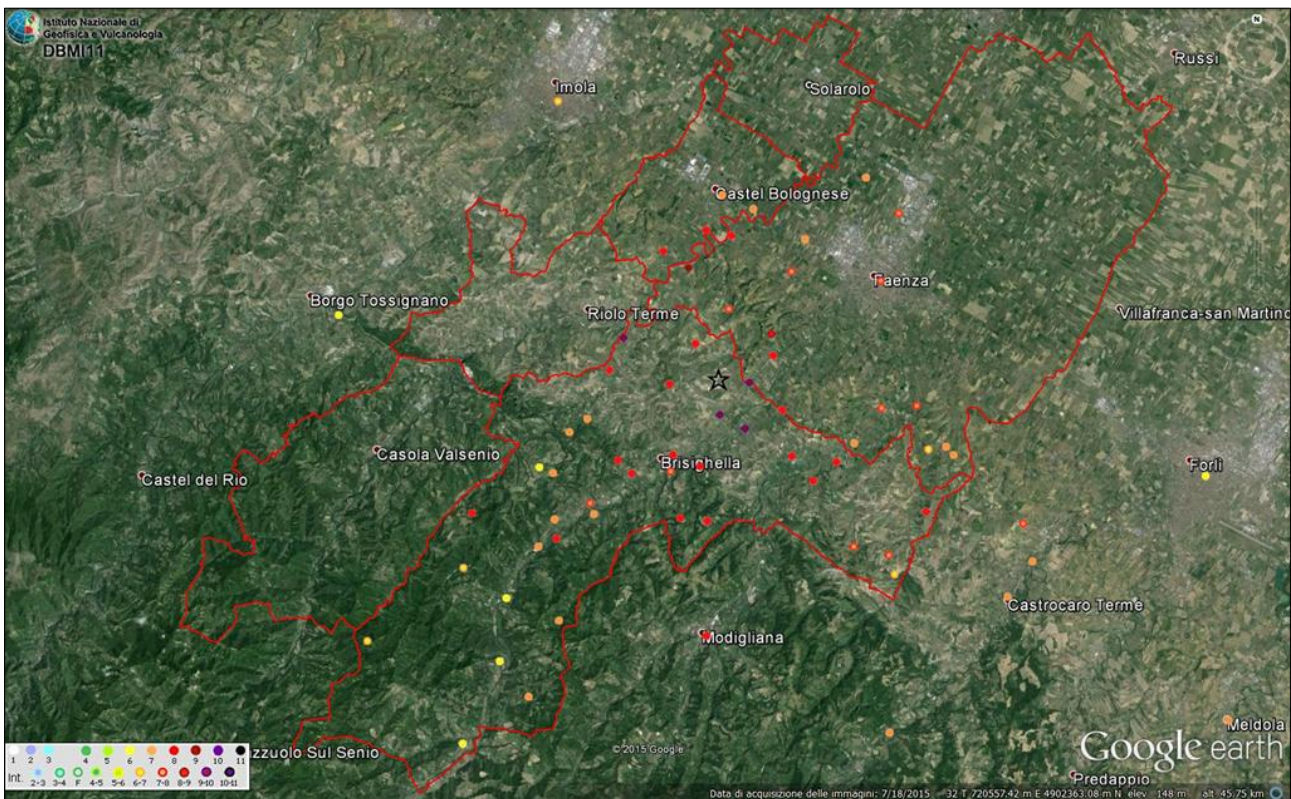 Istituto Nazionale di
Geofisica e Vulcanologia
DBMI11
N
Russi
Imola
Solarolo
Castel Bolognese
Faenza
Borgo Tossignano
Riolo Terme
Villafranca-san Martino
Casola Valsenio
Brisighella
Castel del Rio
Forlì
Castrocaro Terme
Modigliana
Meldola
zzuolo Sul Senio
© 2015 Google
Google earth
Predappio
1 2 3 4 5 6 7 8 9 10 11
Int. 2-3 3-4 F 4-5 5-6 6-7 7-8 8-9 9-10 10-11
Data di acquisizione delle immagini: 7/18/2015 32 T 720557.42 m E 4902363.08 m N elev 148 m alt 45.75 km